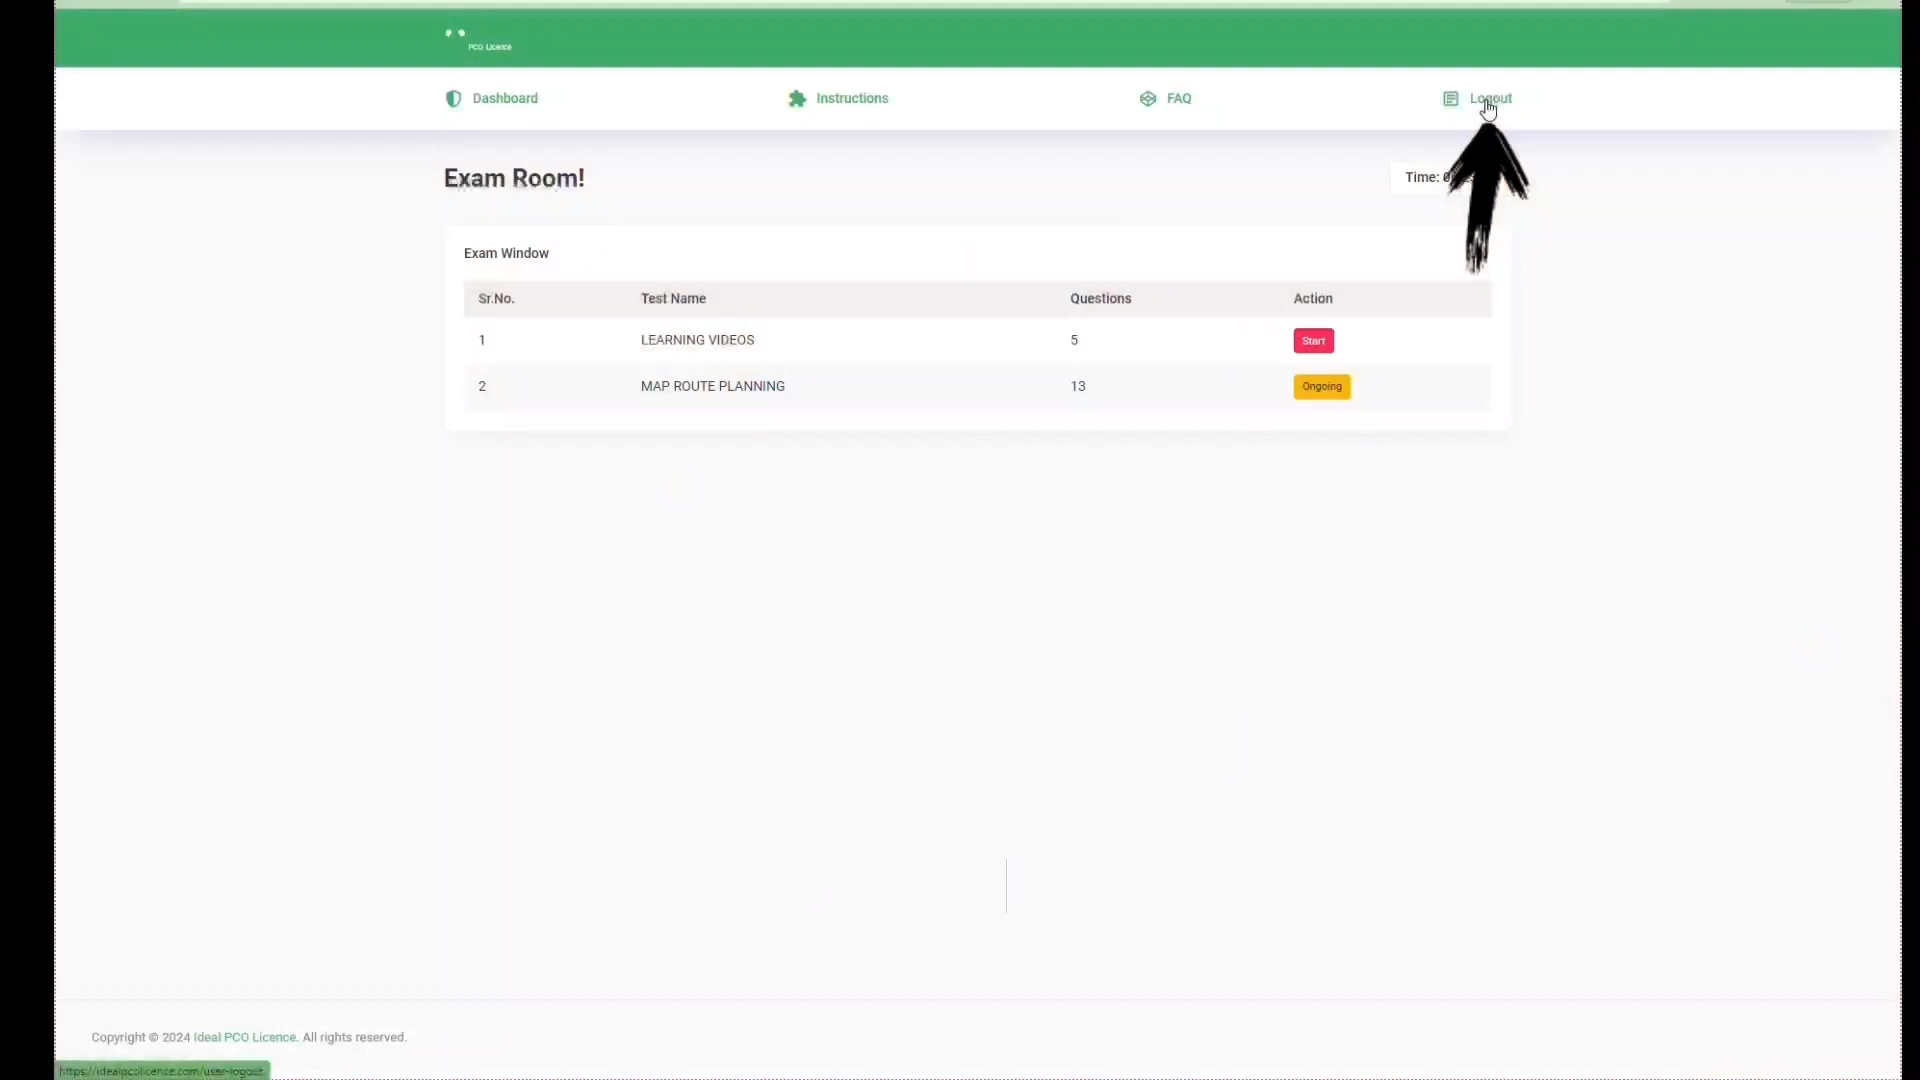 PCO Licence
Dashboard
Instructions
FAQ
Logout
Exam Room!
Time:
Exam Window
Sr.No. Test Name Questions Action
1 LEARNING VIDEOS 5 Start
2 MAP ROUTE PLANNING 13 Ongoing
Copyright © 2024 Ideal PCO Licence. All rights reserved.
https://idealpcolicence.com/user-logout